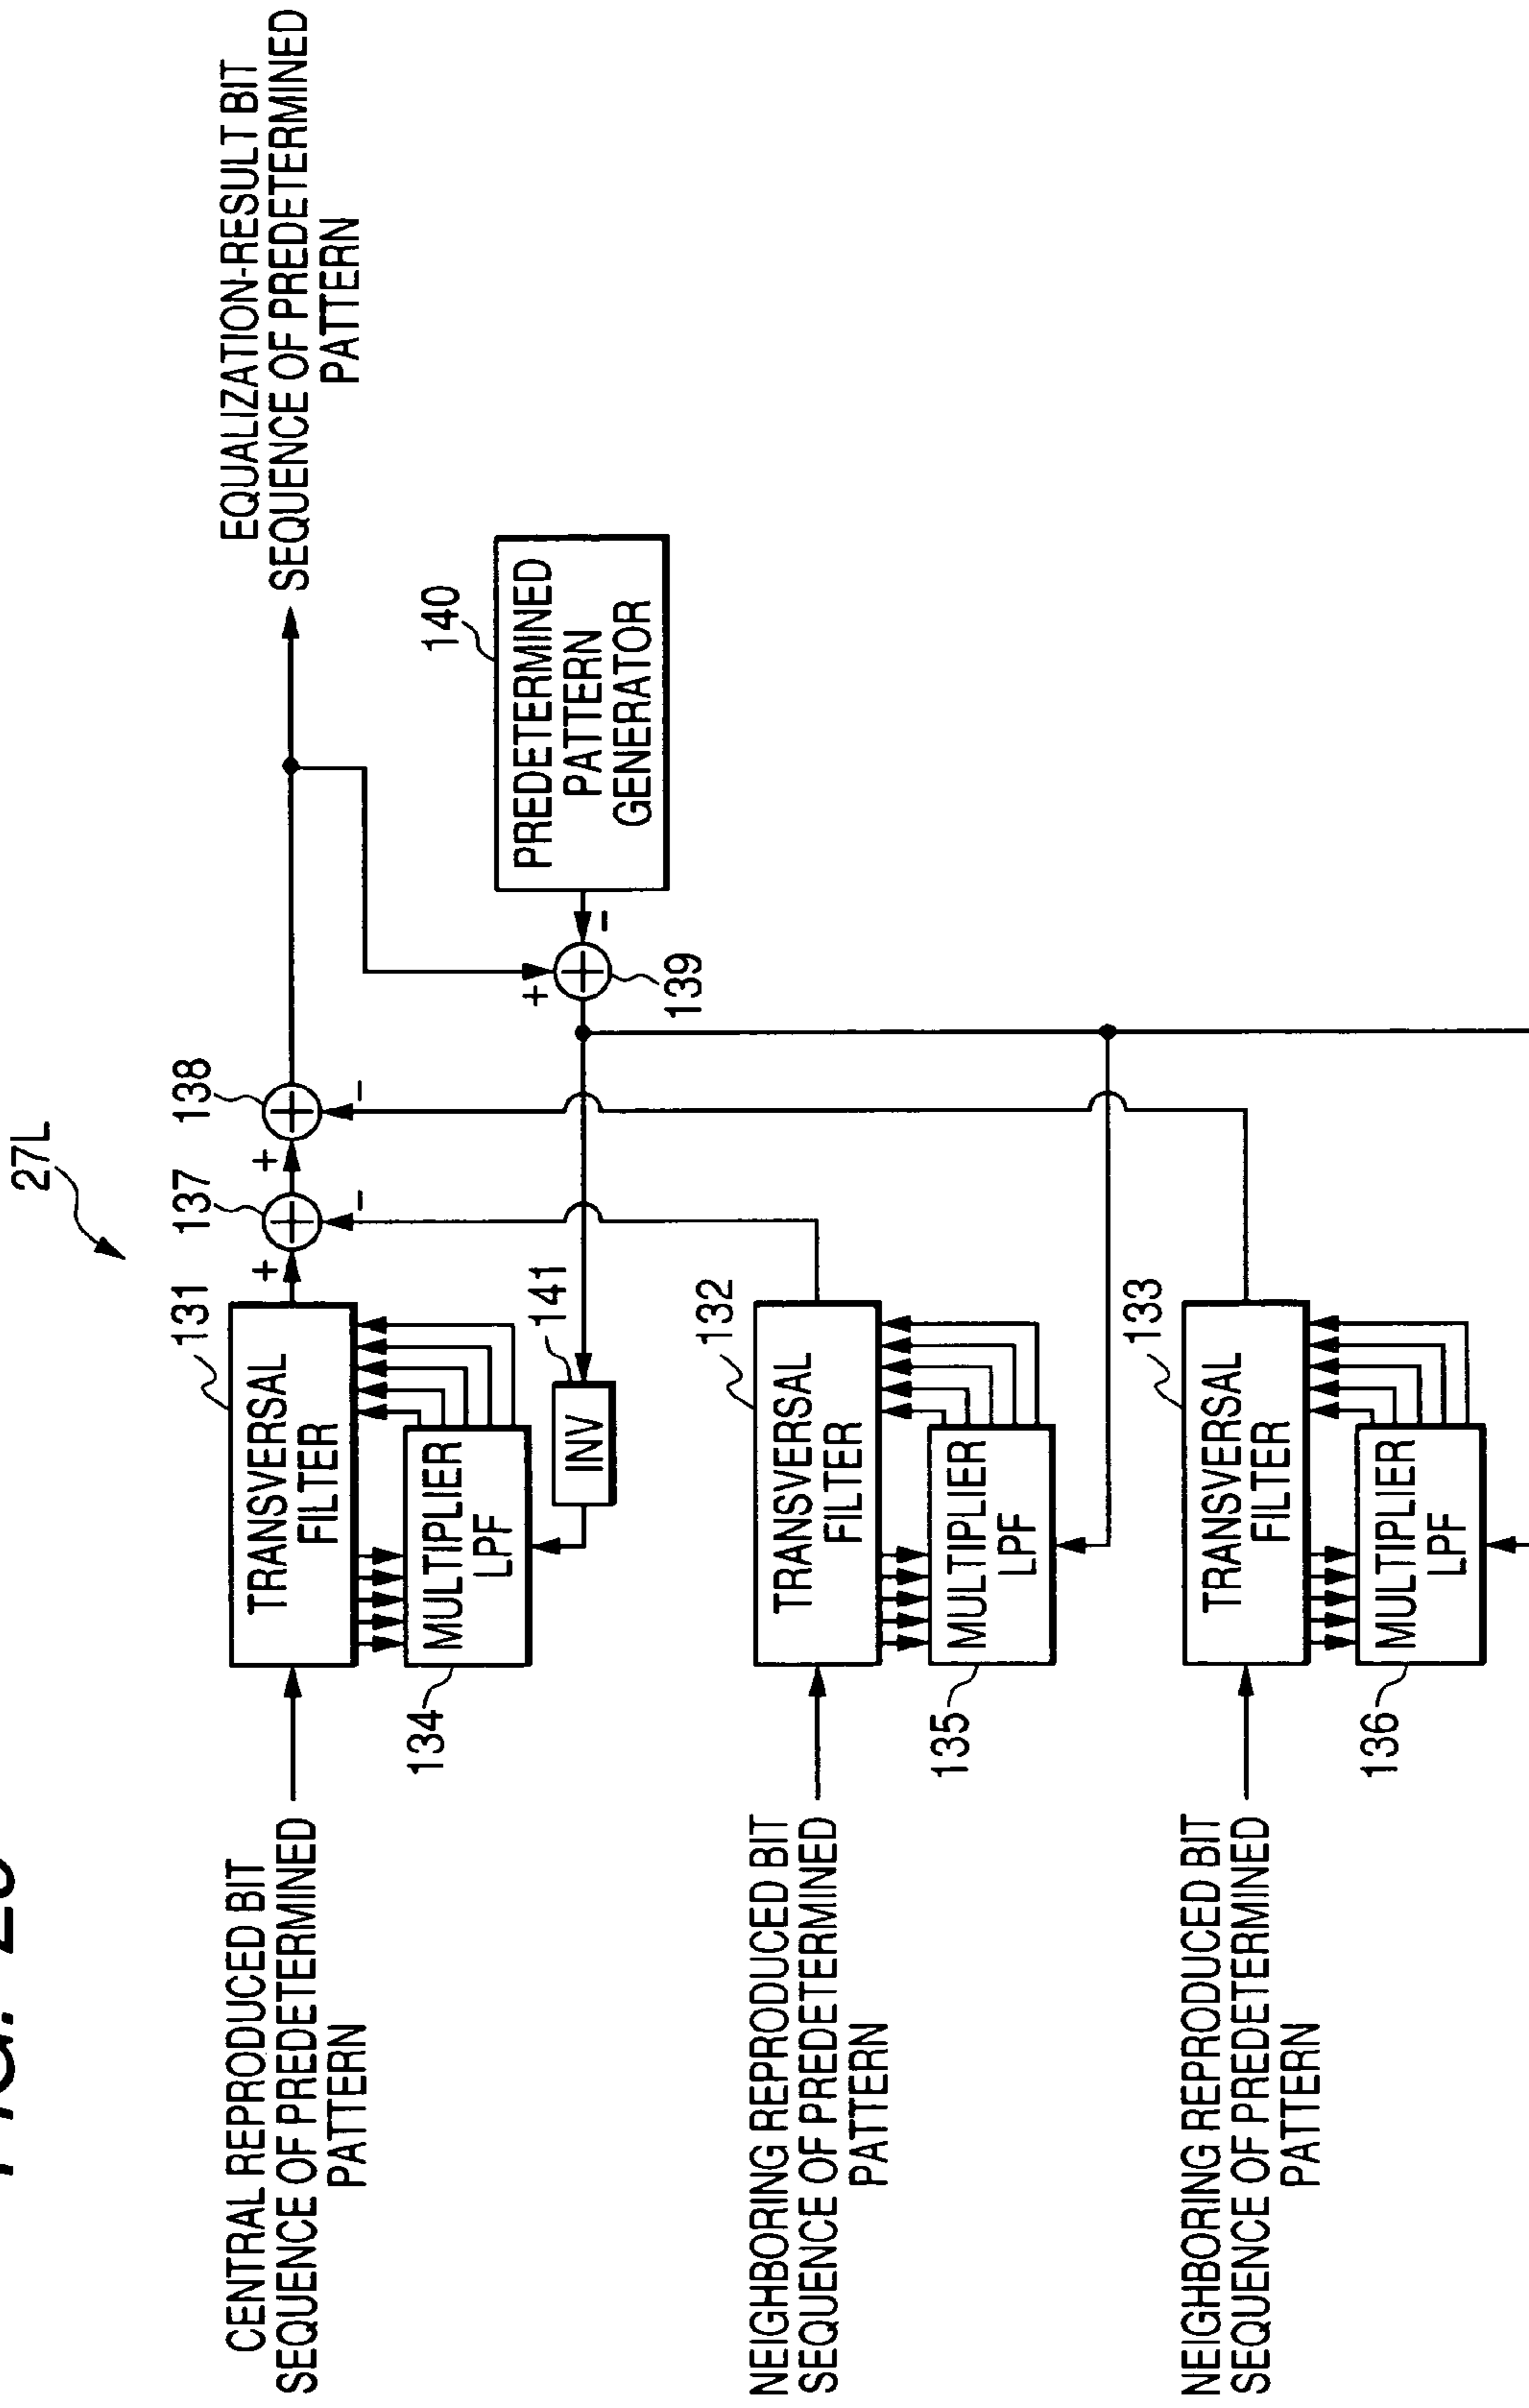 27L
CENTRAL REPRODUCED BIT
SEQUENCE OF PREDETERMINED
PATTERN
131
TRANSVERSAL
FILTER
+
137
−
+
138
−
EQUALIZATION-RESULT BIT
SEQUENCE OF PREDETERMINED
PATTERN
134
MULTIPLIER
LPF
141
INV
+
139
−
140
PREDETERMINED
PATTERN
GENERATOR
NEIGHBORING REPRODUCED BIT
SEQUENCE OF PREDETERMINED
PATTERN
132
TRANSVERSAL
FILTER
135
MULTIPLIER
LPF
NEIGHBORING REPRODUCED BIT
SEQUENCE OF PREDETERMINED
PATTERN
133
TRANSVERSAL
FILTER
136
MULTIPLIER
LPF